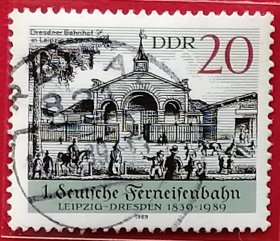 Dresdner Bahnhof
in Leipzig
DDR 20
1. deutsche Ferneisenbahn
LEIPZIG–DRESDEN 1839–1989
1989